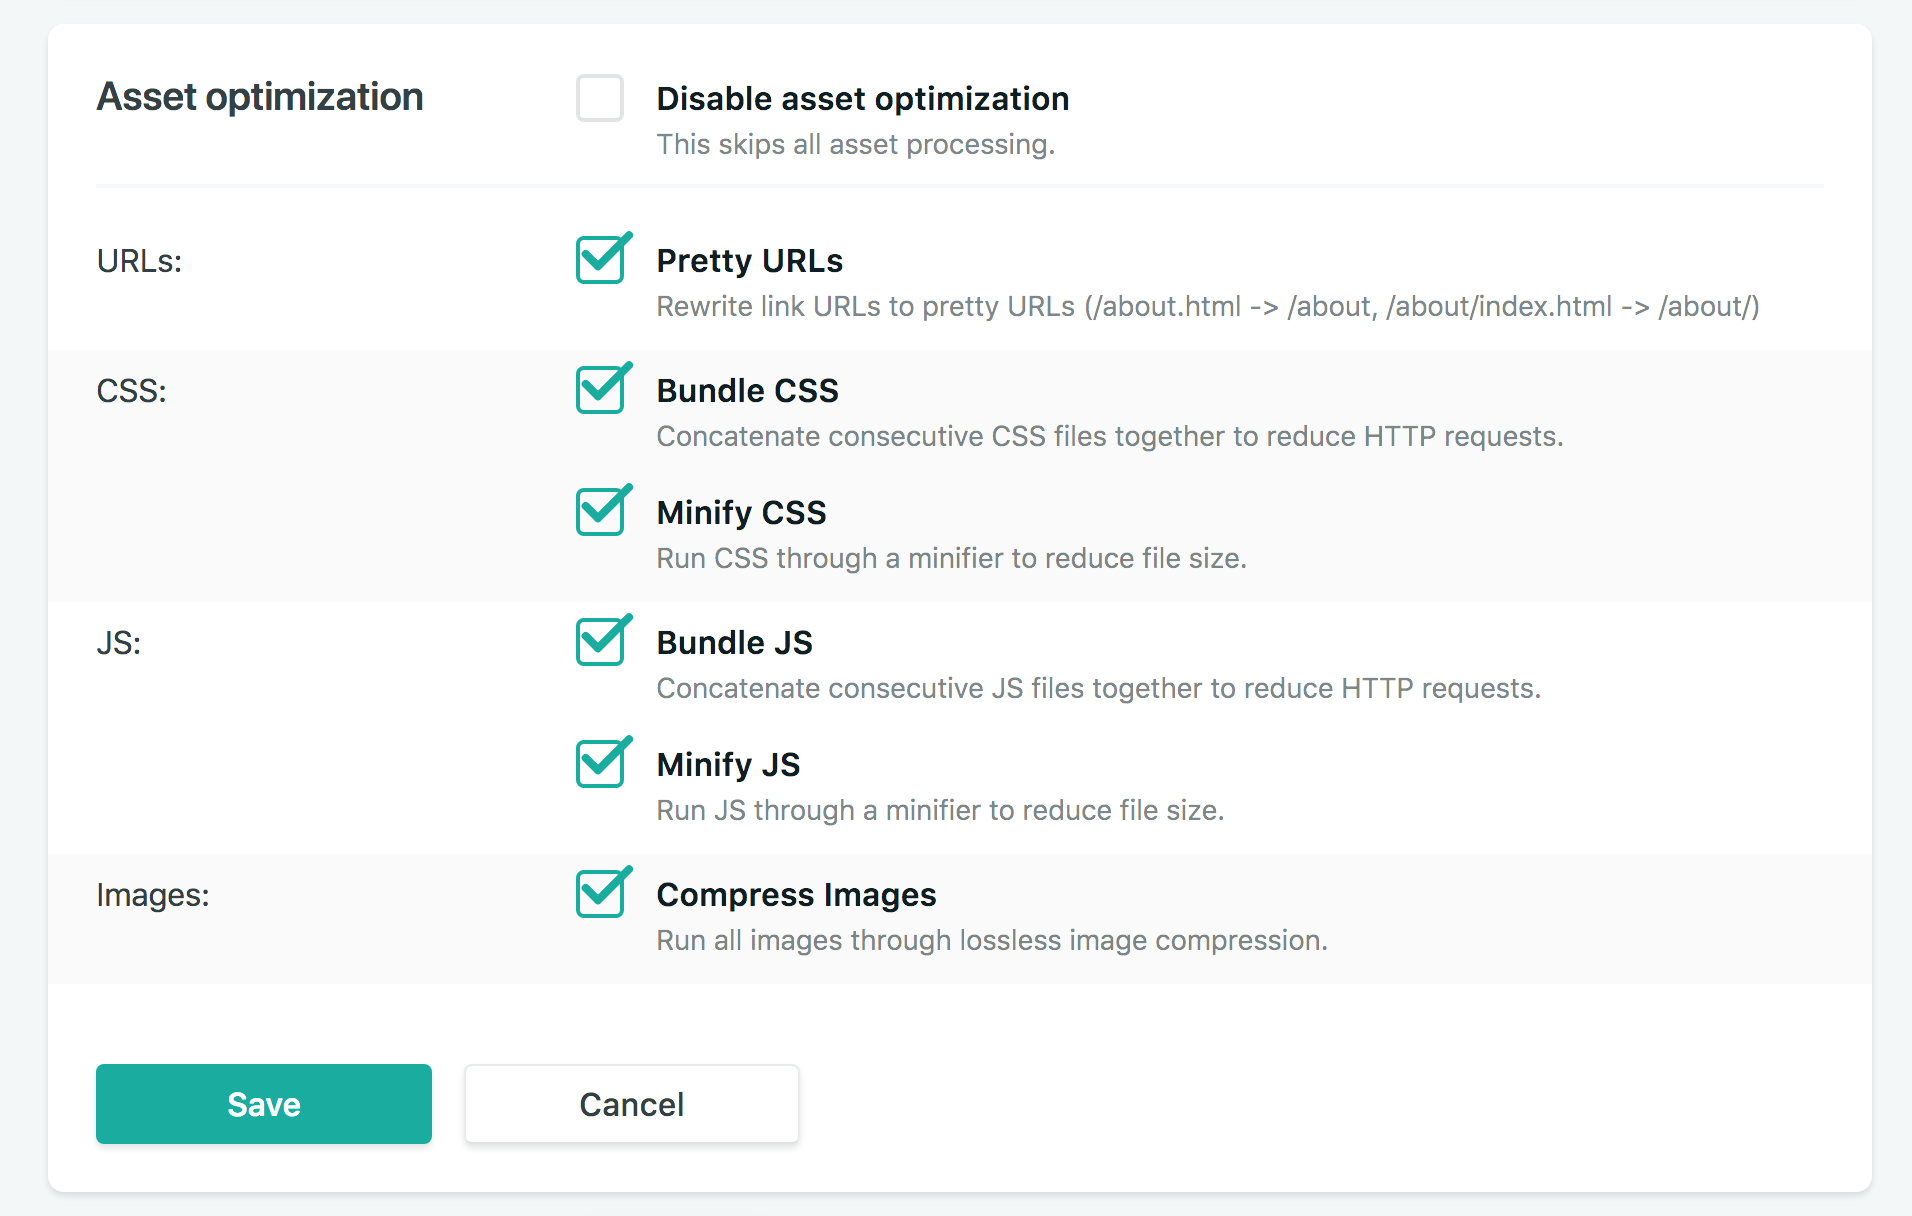 Asset optimization
Disable asset optimization
This skips all asset processing.
URLs:
Pretty URLs
Rewrite link URLs to pretty URLs (/about.html -> /about, /about/index.html -> /about/)
CSS:
Bundle CSS
Concatenate consecutive CSS files together to reduce HTTP requests.
Minify CSS
Run CSS through a minifier to reduce file size.
JS:
Bundle JS
Concatenate consecutive JS files together to reduce HTTP requests.
Minify JS
Run JS through a minifier to reduce file size.
Images:
Compress Images
Run all images through lossless image compression.
Save
Cancel